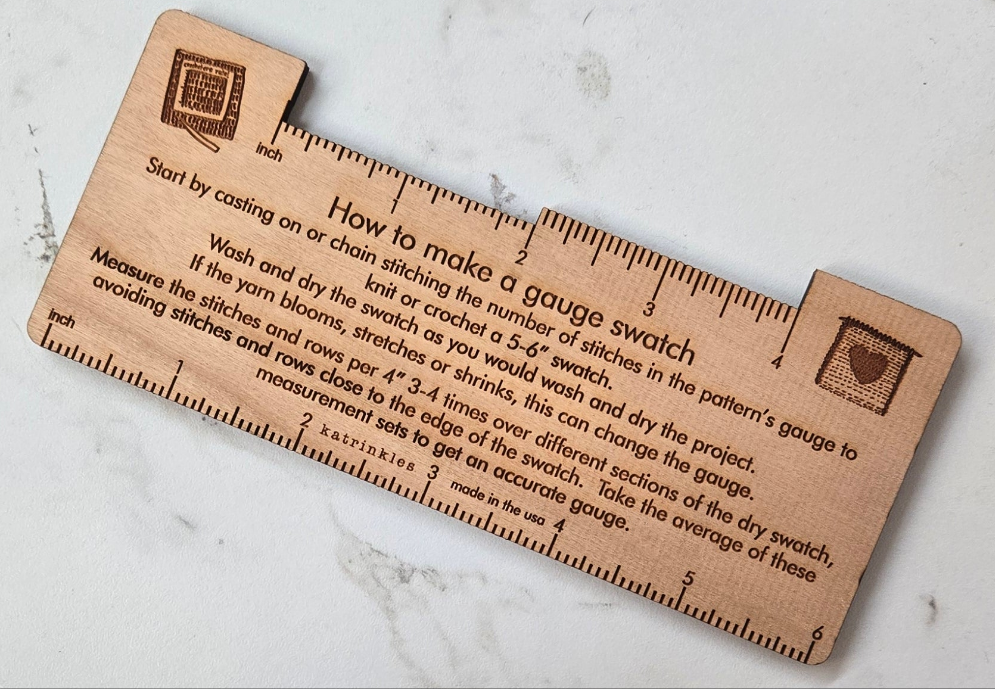 inch
1
2
3
4
How to make a gauge swatch
Start by casting on or chain stitching the number of stitches in the pattern's gauge to
knit or crochet a 5-6" swatch.
Wash and dry the swatch as you would wash and dry the project.
If the yarn blooms, stretches or shrinks, this can change the gauge.
Measure the stitches and rows per 4" 3-4 times over different sections of the dry swatch,
avoiding stitches and rows close to the edge of the swatch. Take the average of these
measurement sets to get an accurate gauge.
katrinkles
made in the usa
inch
1
2
3
4
5
6